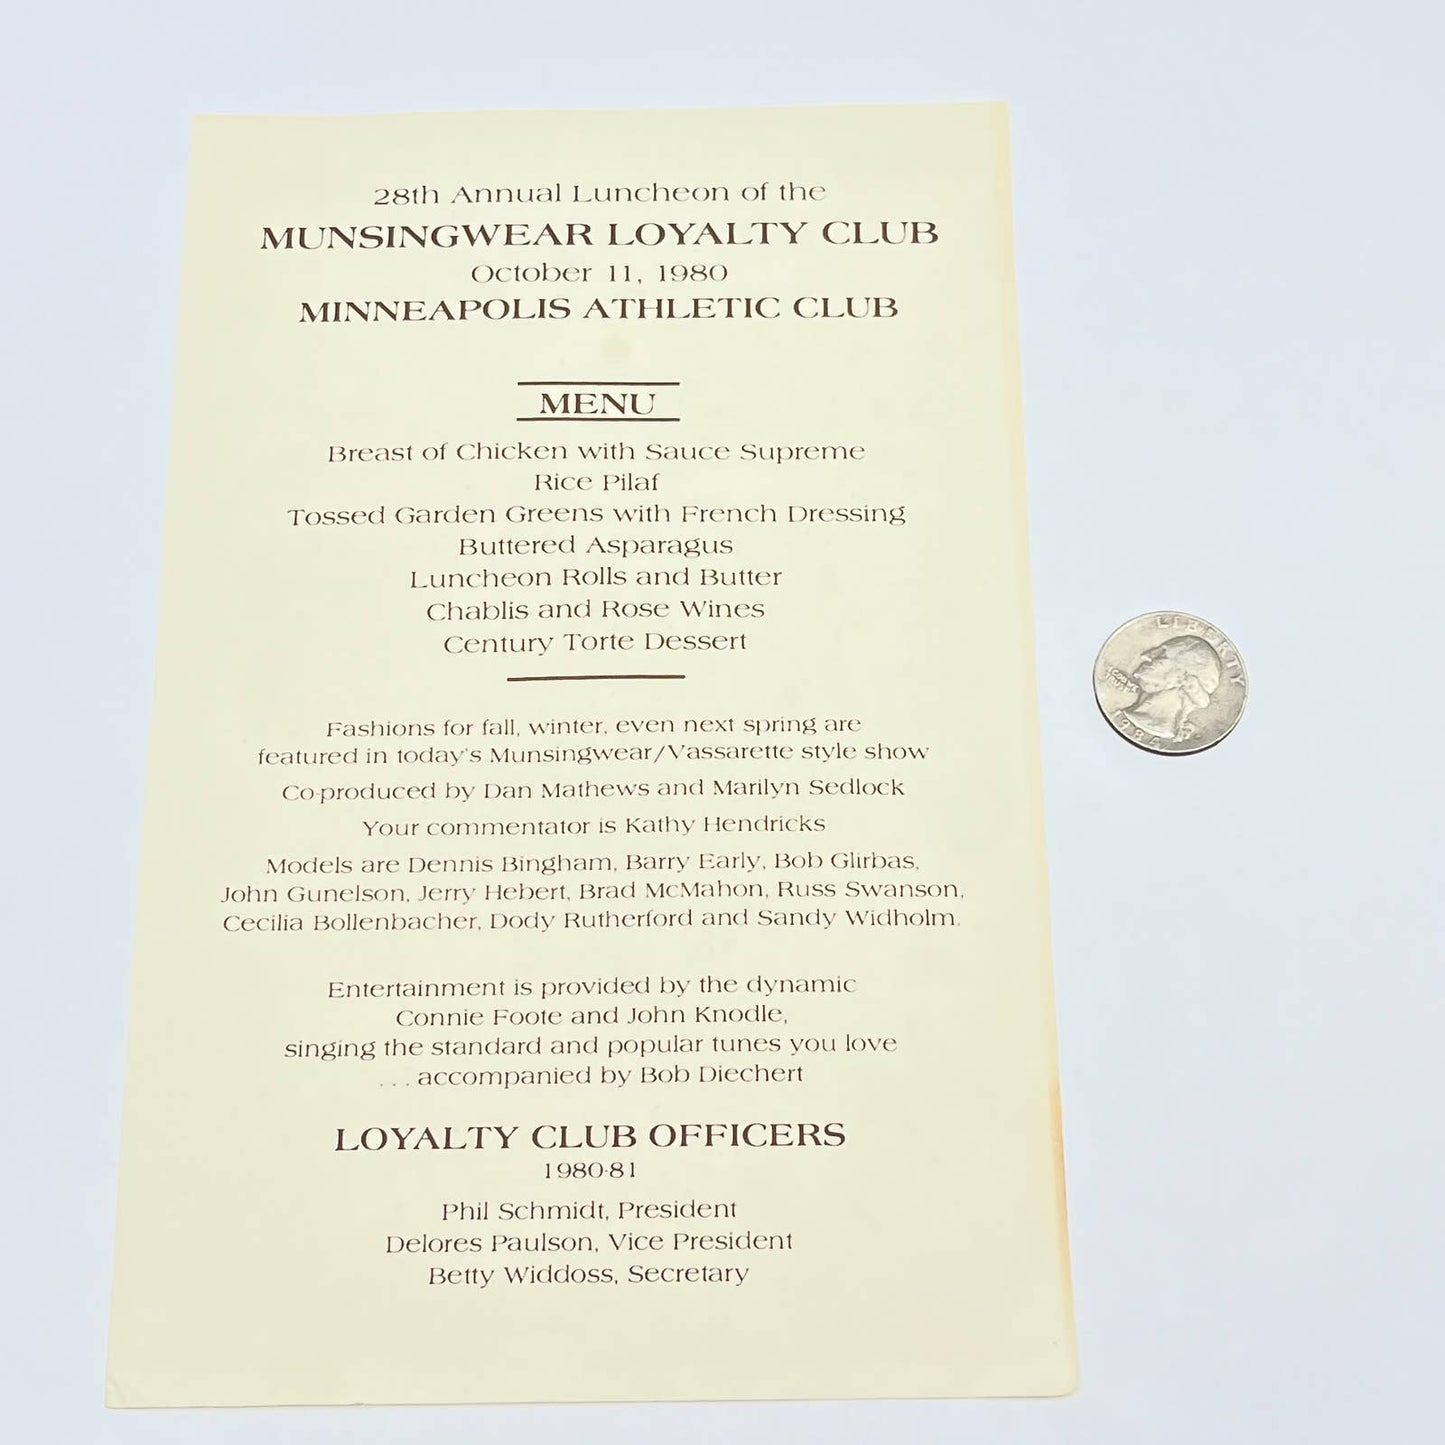 28th Annual Luncheon of the
MUNSINGWEAR LOYALTY CLUB
October 11, 1980
MINNEAPOLIS ATHLETIC CLUB
MENU
Breast of Chicken with Sauce Supreme
Rice Pilaf
Tossed Garden Greens with French Dressing
Buttered Asparagus
Luncheon Rolls and Butter
Chablis and Rose Wines
Century Torte Dessert
Fashions for fall, winter, even next spring are
featured in today's Munsingwear/Vassarette style show
Co-produced by Dan Mathews and Marilyn Sedlock
Your commentator is Kathy Hendricks
Models are Dennis Bingham, Barry Early, Bob Glirbas,
John Gunelson, Jerry Hebert, Brad McMahon, Russ Swanson,
Cecilia Bollenbacher, Dody Rutherford and Sandy Widholm.
Entertainment is provided by the dynamic
Connie Foote and John Knodle,
singing the standard and popular tunes you love
...accompanied by Bob Diechert
LOYALTY CLUB OFFICERS
1980-81
Phil Schmidt, President
Delores Paulson, Vice President
Betty Widdoss, Secretary
LIBERTY
1984